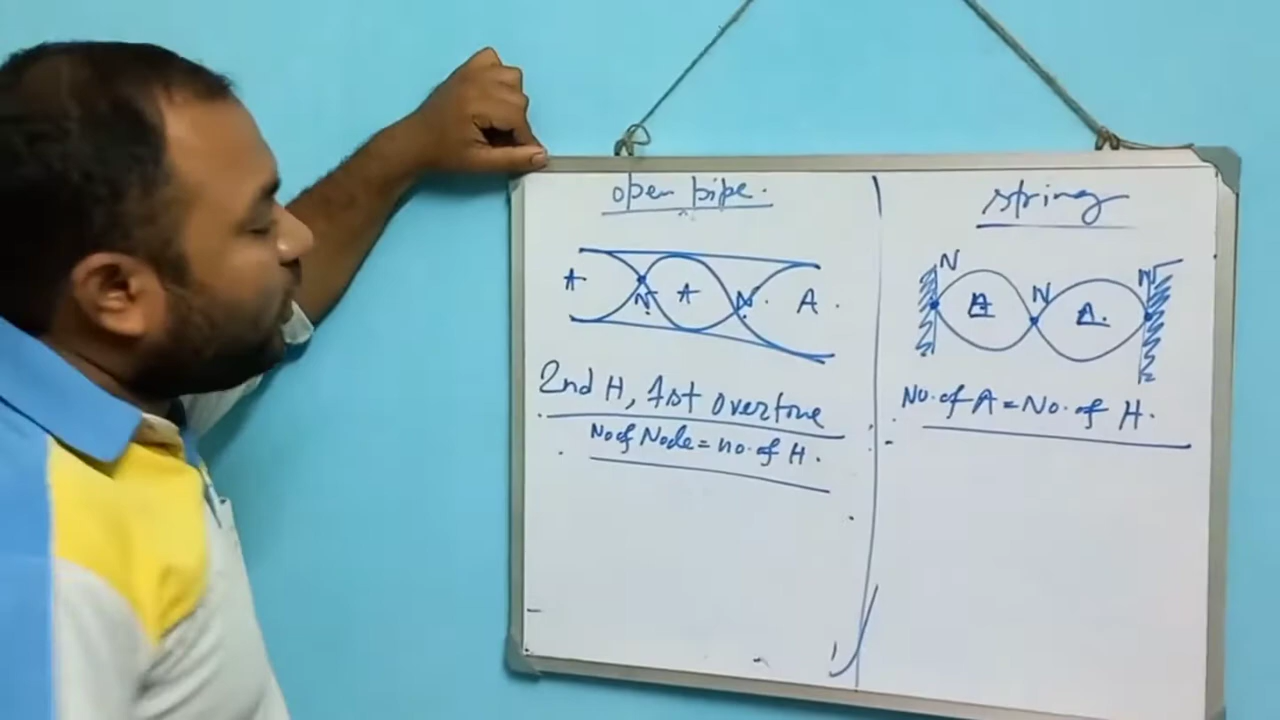 open pipe.
A N A N A
2nd H, 1st overtone
No of Node = no. of H.
string
N A N A N
No. of A = No. of H.